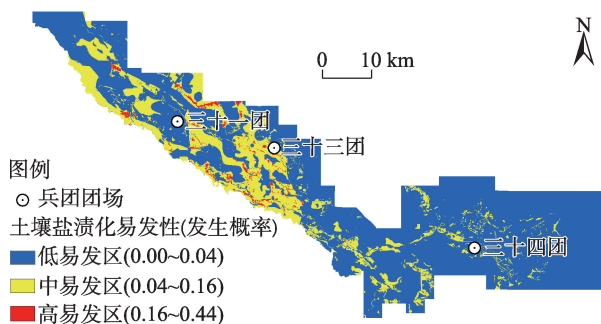 N
0 10 km
三十一团
三十三团
图例
兵团团场
土壤盐渍化易发性(发生概率)
三十四团
低易发区(0.00~0.04)
中易发区(0.04~0.16)
高易发区(0.16~0.44)